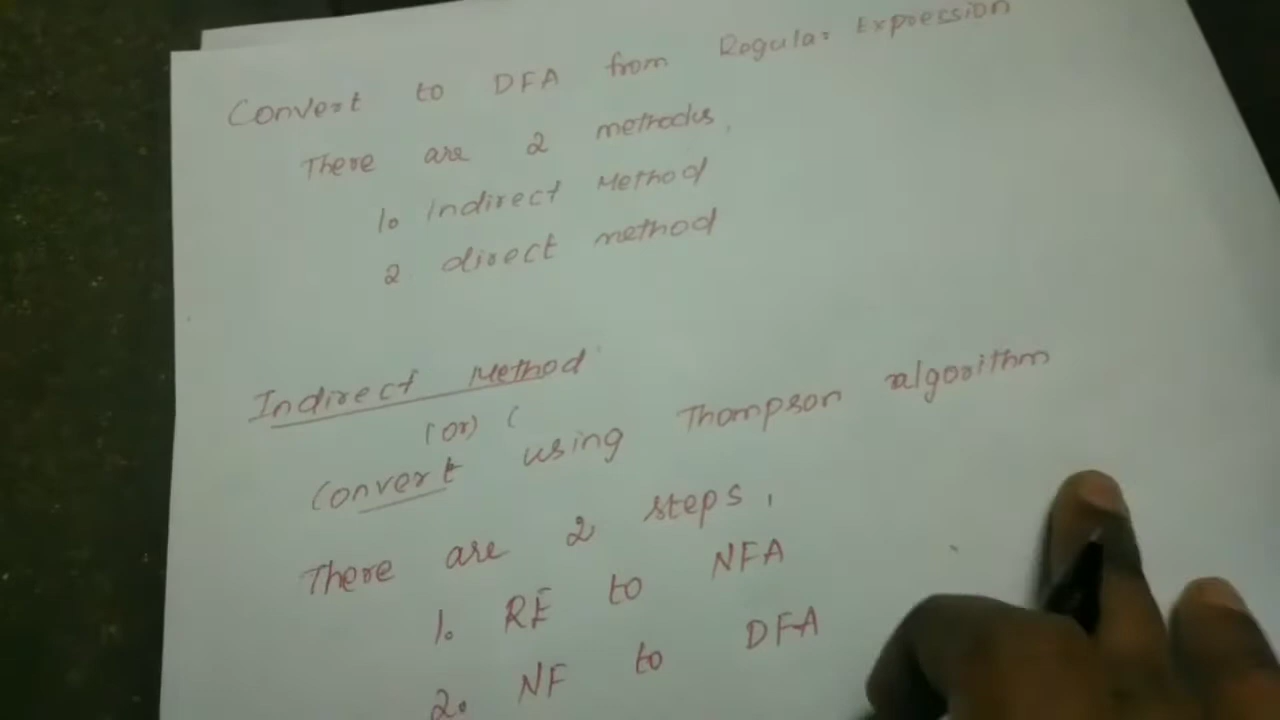 Convert to DFA from Regular Expression
There are 2 methods,
1. Indirect Method
2. direct method
Indirect Method
(or) (
Convert using Thompson algorithm
There are 2 steps,
1. RE to NFA
2. NF to DFA